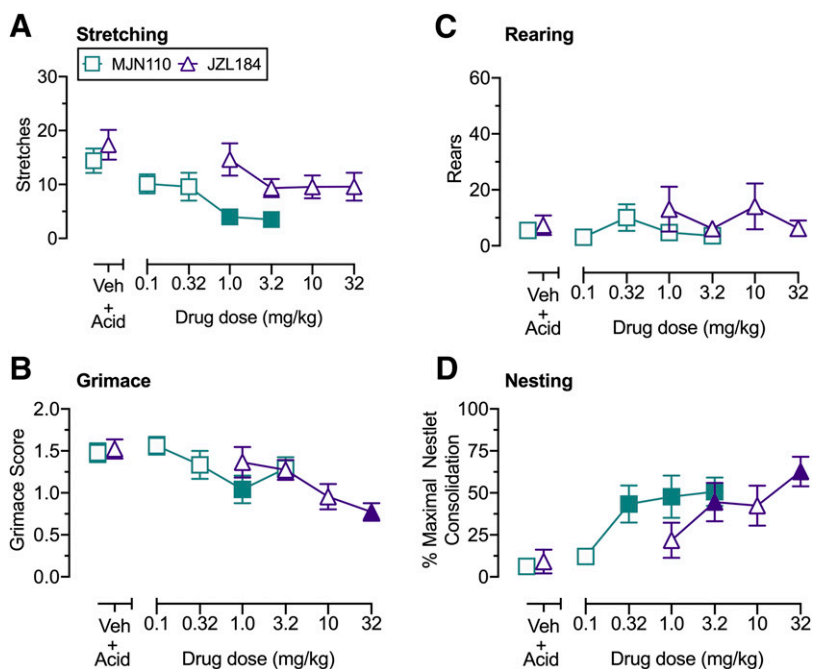 A Stretching
MJN110 JZL184
30
20
10
0
Stretches
Veh
+
Acid
0.1 0.32 1.0 3.2 10 32
Drug dose (mg/kg)
C Rearing
60
40
20
0
Rears
Veh
+
Acid
0.1 0.32 1.0 3.2 10 32
Drug dose (mg/kg)
B Grimace
2.0
1.5
1.0
0.5
0.0
Grimace Score
Veh
+
Acid
0.1 0.32 1.0 3.2 10 32
Drug dose (mg/kg)
D Nesting
100
75
50
25
0
% Maximal Nestlet
Consolidation
Veh
+
Acid
0.1 0.32 1.0 3.2 10 32
Drug dose (mg/kg)